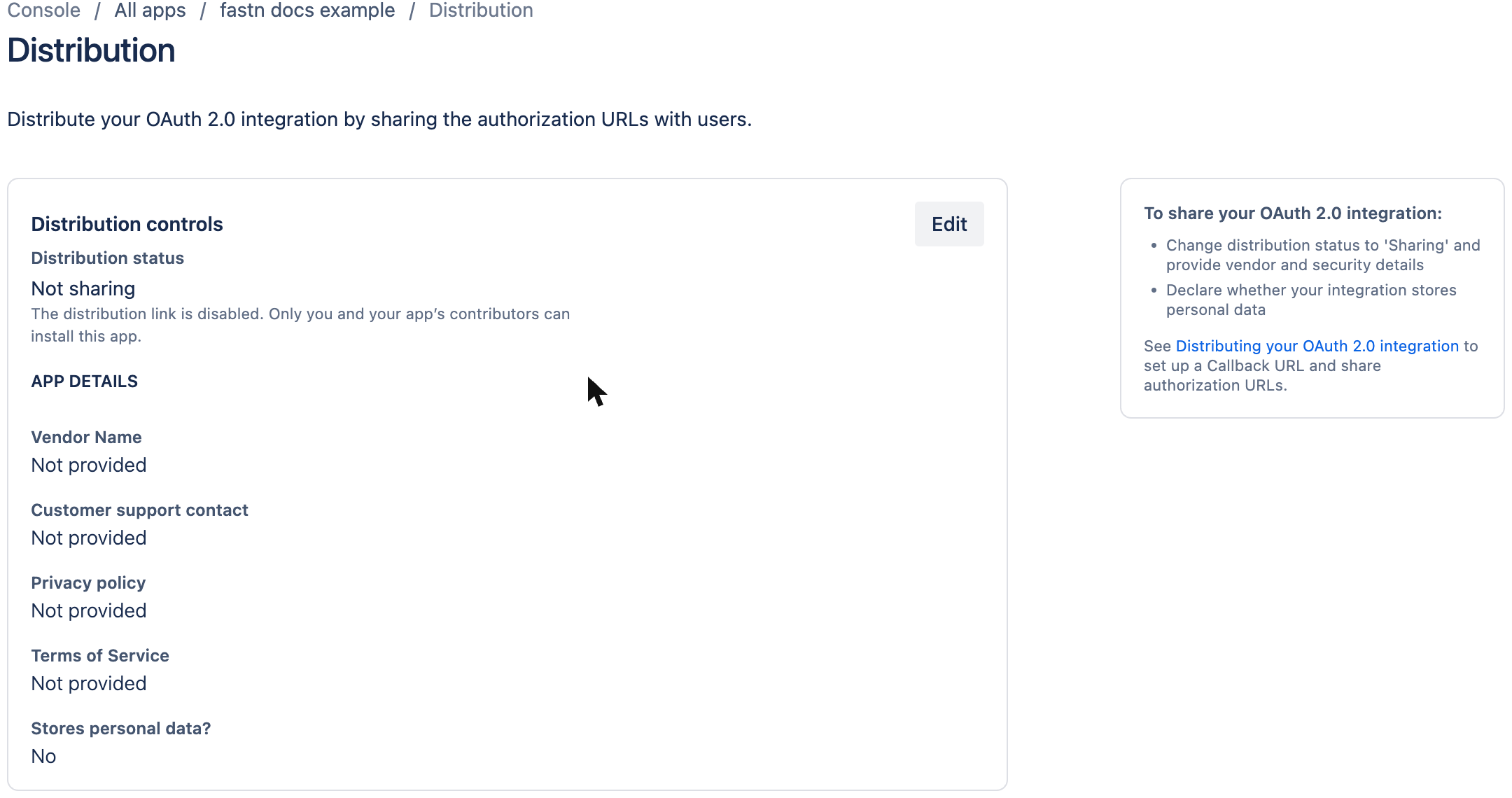 Console / All apps / fastn docs example / Distribution
Distribution
Distribute your OAuth 2.0 integration by sharing the authorization URLs with users.
Distribution controls
Edit
Distribution status
Not sharing
The distribution link is disabled. Only you and your app’s contributors can
install this app.
APP DETAILS
Vendor Name
Not provided
Customer support contact
Not provided
Privacy policy
Not provided
Terms of Service
Not provided
Stores personal data?
No
To share your OAuth 2.0 integration:
• Change distribution status to 'Sharing' and
provide vendor and security details
• Declare whether your integration stores
personal data
See Distributing your OAuth 2.0 integration to
set up a Callback URL and share
authorization URLs.